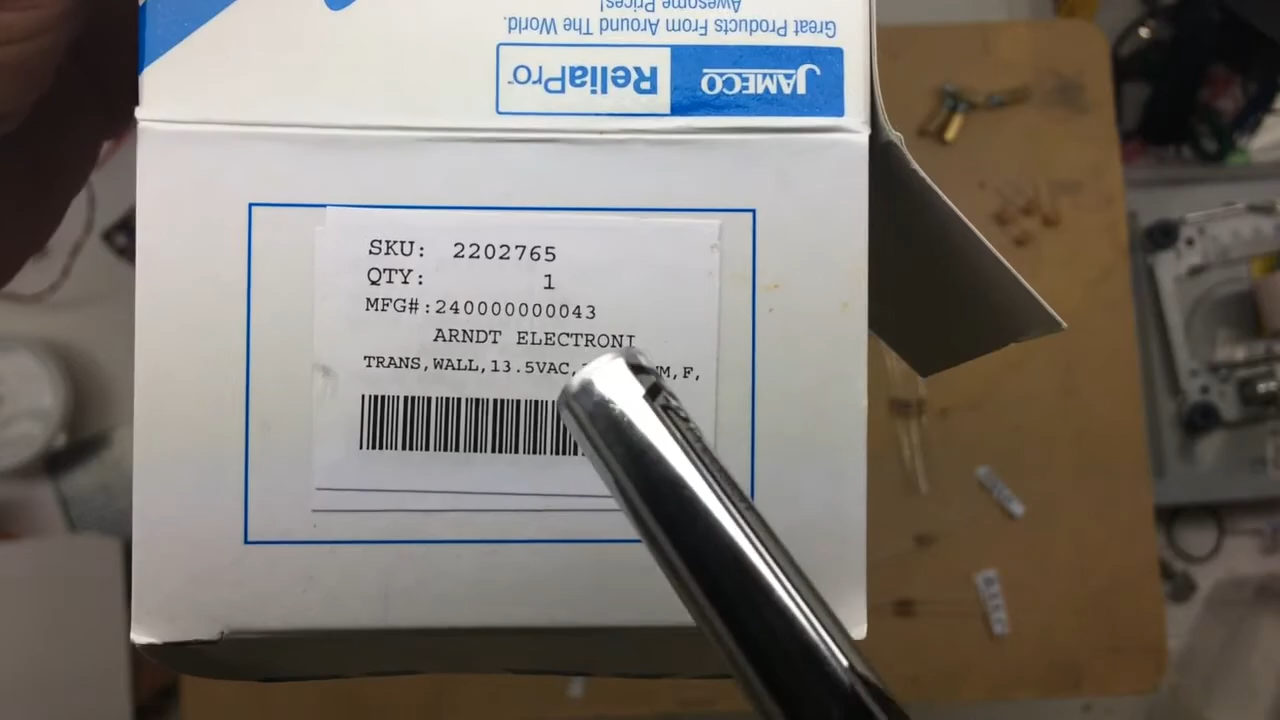 Great Products From Around The World.
Awesome Prices!
JAMECO ReliaPro
SKU: 2202765
QTY: 1
MFG#:240000000043
ARNDT ELECTRONI
TRANS,WALL,13.5VAC, M,F,